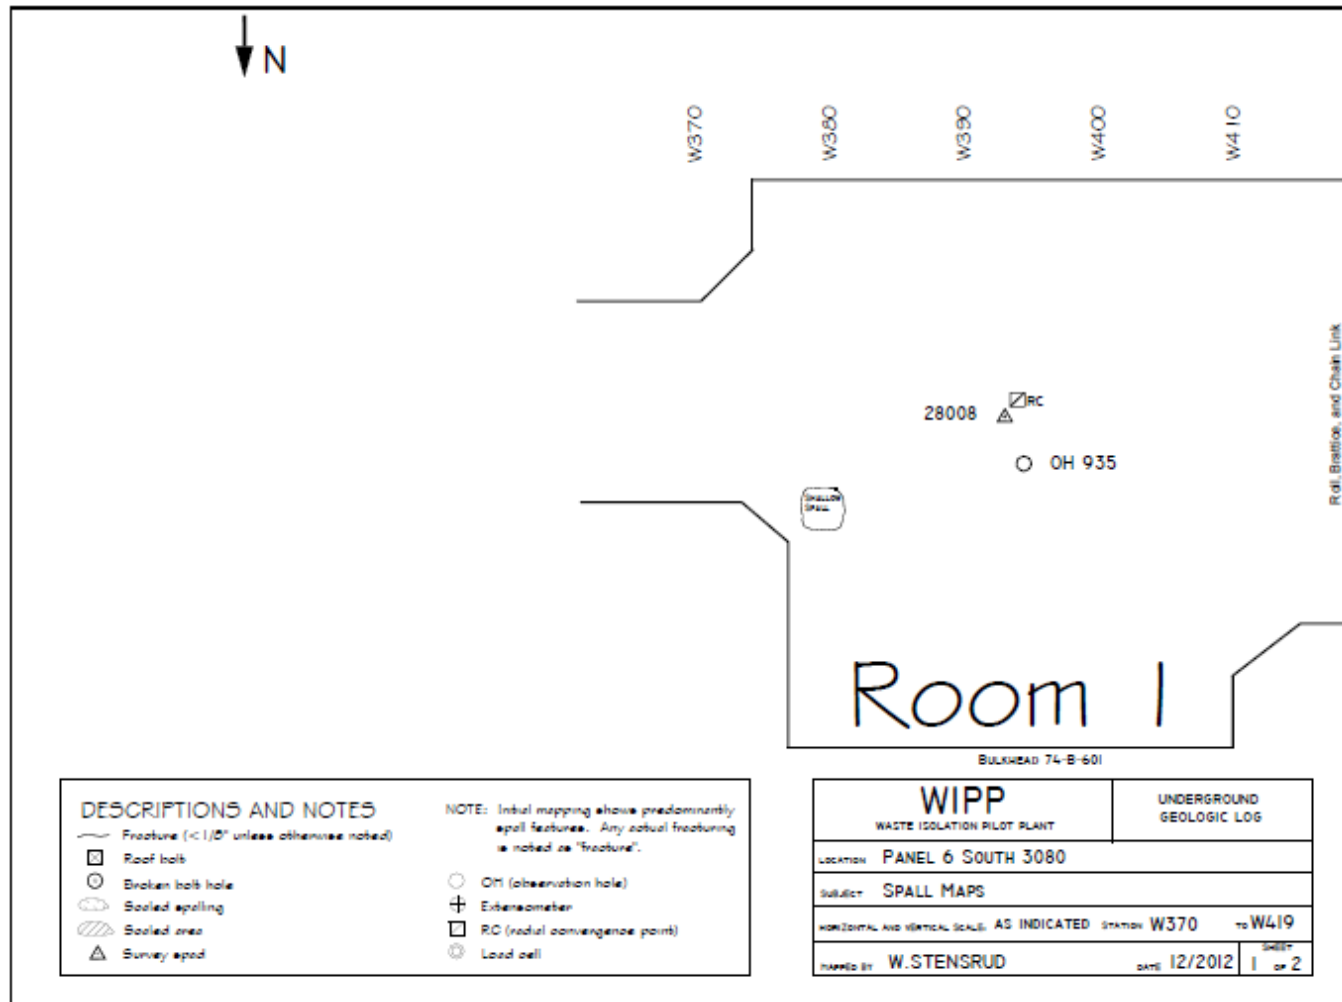 N
W370
W380
W390
W400
W410
RC
28008
OH 935
SHALLOW
SPALL
Roll, Brattice, and Chain Link
Room 1
BULKHEAD 74-B-601
DESCRIPTIONS AND NOTES
Fracture (< 1/8" unless otherwise noted)
Roof bolt
Broken bolt hole
Scaled spalling
Scaled area
Survey spad
NOTE: Initial mapping shows predominantly
spall features. Any actual fracturing
is noted as "fracture".
OH (observation hole)
Extensometer
RC (radial convergence point)
Load cell
WIPP
WASTE ISOLATION PILOT PLANT
UNDERGROUND
GEOLOGIC LOG
LOCATION PANEL 6 SOUTH 3080
SUBJECT SPALL MAPS
HORIZONTAL AND VERTICAL SCALE: AS INDICATED STATION W370 TO W419
MAPPED BY W.STENSRUD DATE 12/2012 SHEET 1 OF 2